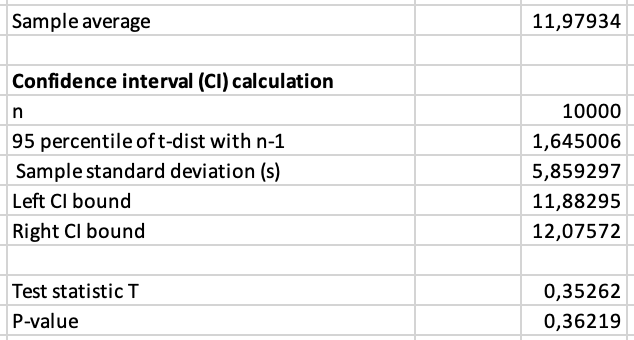 Sample average 11,97934
Confidence interval (CI) calculation
n 10000
95 percentile of t-dist with n-1 1,645006
Sample standard deviation (s) 5,859297
Left CI bound 11,88295
Right CI bound 12,07572
Test statistic T 0,35262
P-value 0,36219